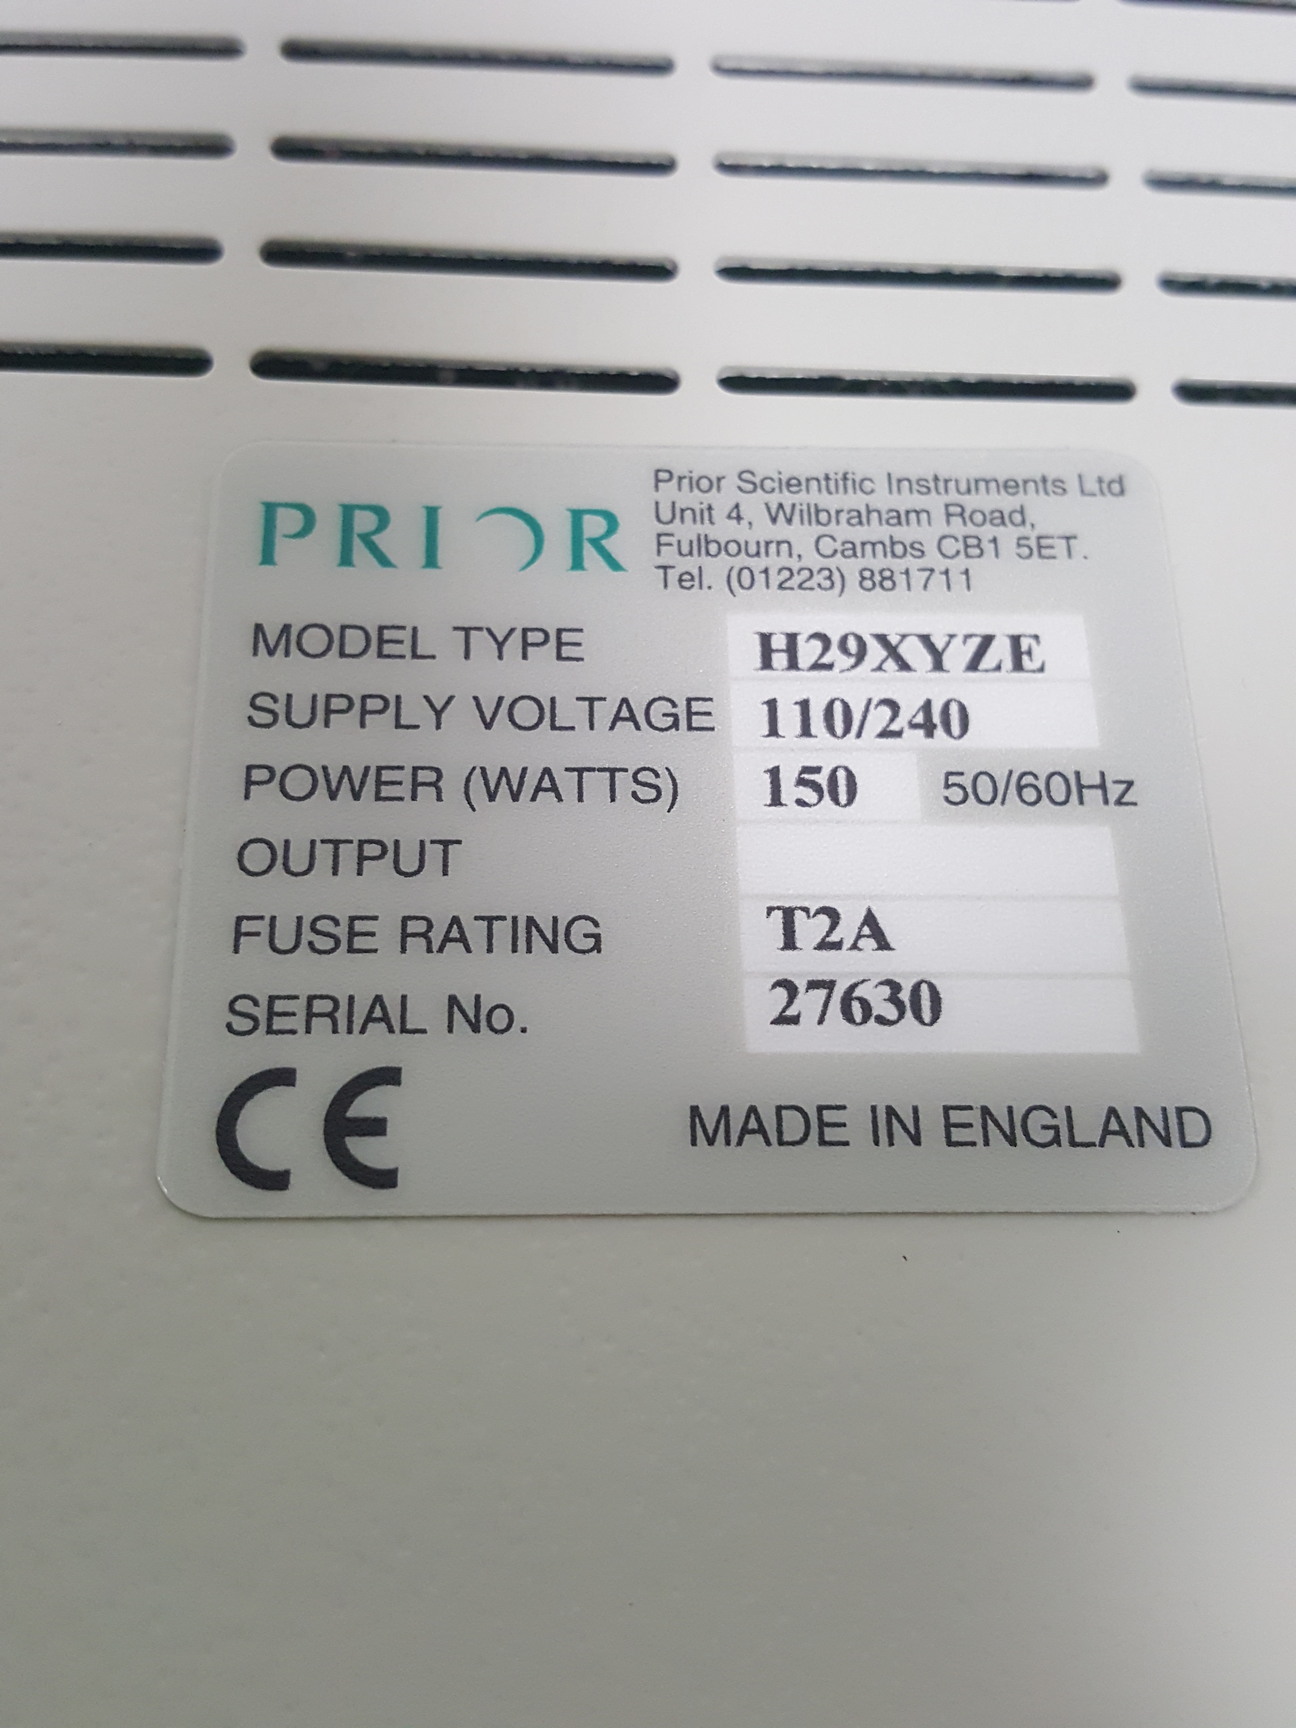 PRIOR
Prior Scientific Instruments Ltd
Unit 4, Wilbraham Road,
Fulbourn, Cambs CB1 5ET.
Tel. (01223) 881711
MODEL TYPE H29XYZE
SUPPLY VOLTAGE 110/240
POWER (WATTS) 150 50/60Hz
OUTPUT
FUSE RATING T2A
SERIAL No. 27630
CE MADE IN ENGLAND